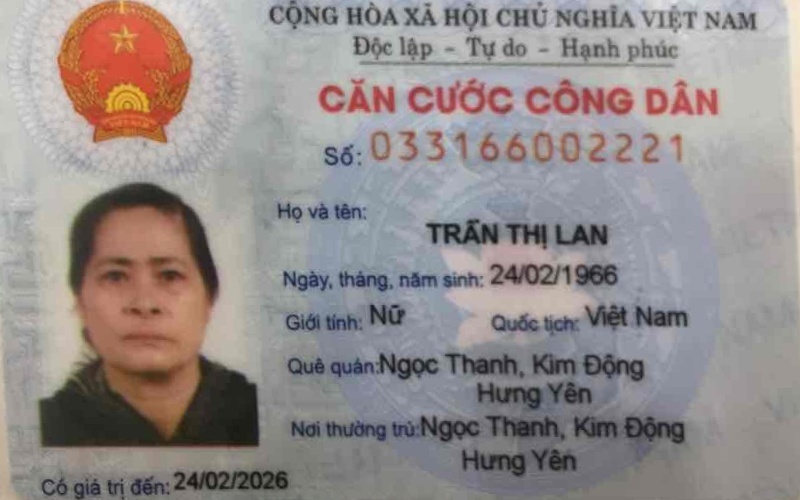 CỘNG HÒA XÃ HỘI CHỦ NGHĨA VIỆT NAM
Độc lập - Tự do - Hạnh phúc
CĂN CƯỚC CÔNG DÂN
Số: 033166002221
Họ và tên:
TRẦN THỊ LAN
Ngày, tháng, năm sinh: 24/02/1966
Giới tính: Nữ Quốc tịch: Việt Nam
Quê quán: Ngọc Thanh, Kim Động
Hưng Yên
Nơi thường trú: Ngọc Thanh, Kim Động
Hưng Yên
Có giá trị đến: 24/02/2026